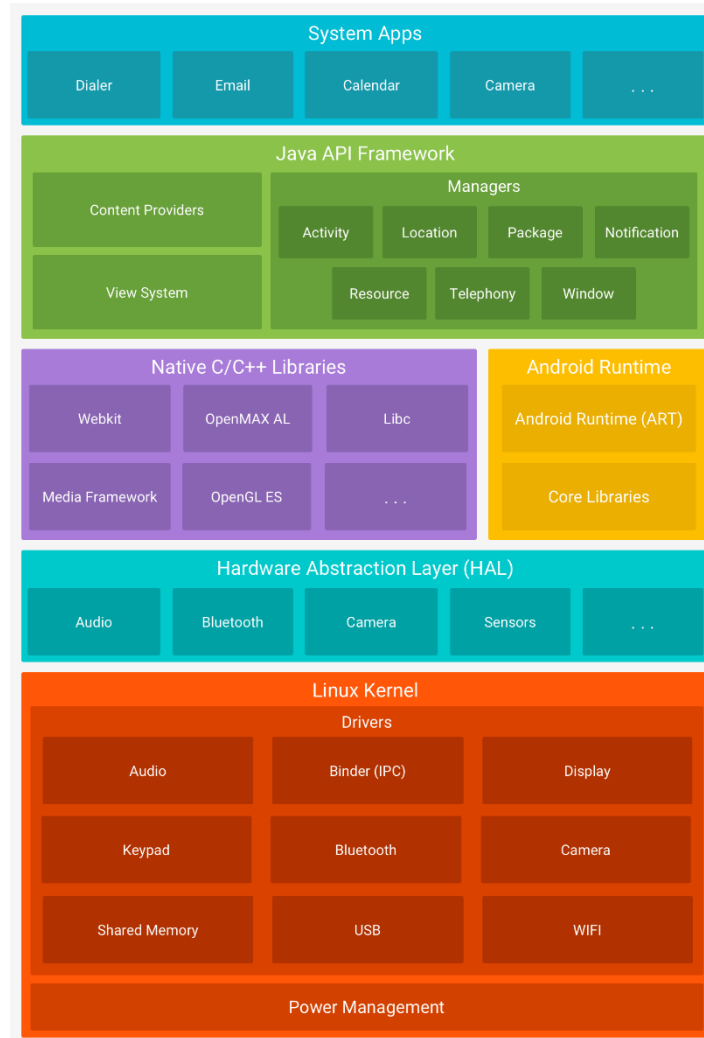 System Apps
Dialer
Email
Calendar
Camera
. . .
Java API Framework
Content Providers
View System
Managers
Activity
Location
Package
Notification
Resource
Telephony
Window
Native C/C++ Libraries
Webkit
OpenMAX AL
Libc
Media Framework
OpenGL ES
. . .
Android Runtime
Android Runtime (ART)
Core Libraries
Hardware Abstraction Layer (HAL)
Audio
Bluetooth
Camera
Sensors
. . .
Linux Kernel
Drivers
Audio
Binder (IPC)
Display
Keypad
Bluetooth
Camera
Shared Memory
USB
WIFI
Power Management